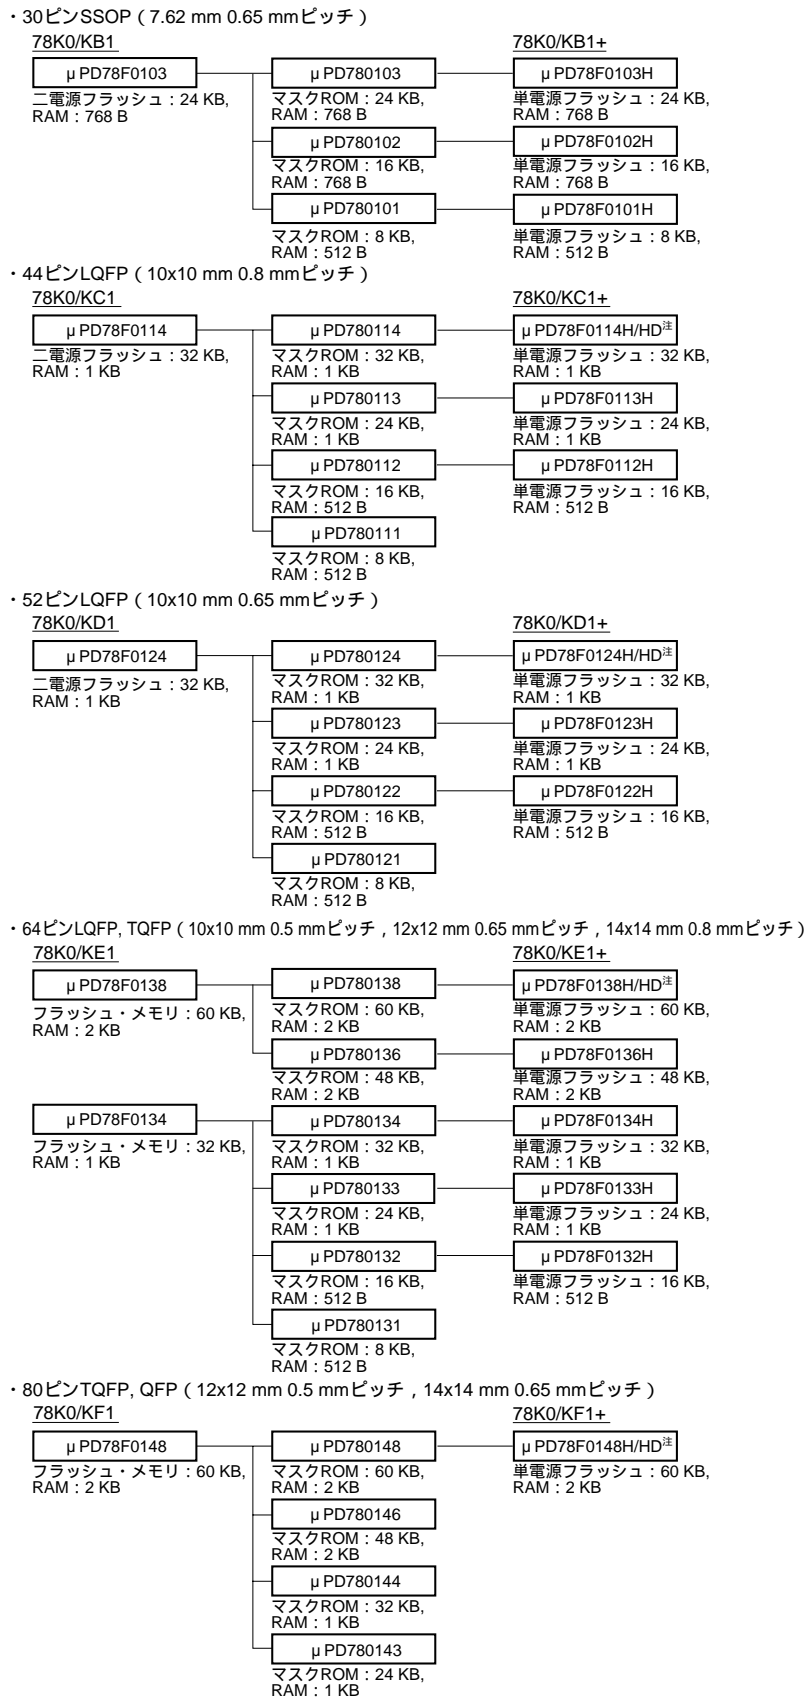 ・30ピンSSOP（7.62 mm 0.65 mmピッチ）
78K0/KB1
78K0/KB1+
μPD78F0103
μPD780103
μPD78F0103H
二電源フラッシュ：24 KB,
RAM：768 B
マスクROM：24 KB,
RAM：768 B
単電源フラッシュ：24 KB,
RAM：768 B
μPD780102
μPD78F0102H
マスクROM：16 KB,
RAM：768 B
単電源フラッシュ：16 KB,
RAM：768 B
μPD780101
μPD78F0101H
マスクROM：8 KB,
RAM：512 B
単電源フラッシュ：8 KB,
RAM：512 B
・44ピンLQFP（10x10 mm 0.8 mmピッチ）
78K0/KC1
78K0/KC1+
μPD78F0114
μPD780114
μPD78F0114H/HD注
二電源フラッシュ：32 KB,
RAM：1 KB
マスクROM：32 KB,
RAM：1 KB
単電源フラッシュ：32 KB,
RAM：1 KB
μPD780113
μPD78F0113H
マスクROM：24 KB,
RAM：1 KB
単電源フラッシュ：24 KB,
RAM：1 KB
μPD780112
μPD78F0112H
マスクROM：16 KB,
RAM：512 B
単電源フラッシュ：16 KB,
RAM：512 B
μPD780111
マスクROM：8 KB,
RAM：512 B
・52ピンLQFP（10x10 mm 0.65 mmピッチ）
78K0/KD1
78K0/KD1+
μPD78F0124
μPD780124
μPD78F0124H/HD注
二電源フラッシュ：32 KB,
RAM：1 KB
マスクROM：32 KB,
RAM：1 KB
単電源フラッシュ：32 KB,
RAM：1 KB
μPD780123
μPD78F0123H
マスクROM：24 KB,
RAM：1 KB
単電源フラッシュ：24 KB,
RAM：1 KB
μPD780122
μPD78F0122H
マスクROM：16 KB,
RAM：512 B
単電源フラッシュ：16 KB,
RAM：512 B
μPD780121
マスクROM：8 KB,
RAM：512 B
・64ピンLQFP, TQFP（10x10 mm 0.5 mmピッチ，12x12 mm 0.65 mmピッチ，14x14 mm 0.8 mmピッチ）
78K0/KE1
78K0/KE1+
μPD78F0138
μPD780138
μPD78F0138H/HD注
フラッシュ・メモリ：60 KB,
RAM：2 KB
マスクROM：60 KB,
RAM：2 KB
単電源フラッシュ：60 KB,
RAM：2 KB
μPD780136
μPD78F0136H
マスクROM：48 KB,
RAM：2 KB
単電源フラッシュ：48 KB,
RAM：2 KB
μPD78F0134
μPD780134
μPD78F0134H
フラッシュ・メモリ：32 KB,
RAM：1 KB
マスクROM：32 KB,
RAM：1 KB
単電源フラッシュ：32 KB,
RAM：1 KB
μPD780133
μPD78F0133H
マスクROM：24 KB,
RAM：1 KB
単電源フラッシュ：24 KB,
RAM：1 KB
μPD780132
μPD78F0132H
マスクROM：16 KB,
RAM：512 B
単電源フラッシュ：16 KB,
RAM：512 B
μPD780131
マスクROM：8 KB,
RAM：512 B
・80ピンTQFP, QFP（12x12 mm 0.5 mmピッチ，14x14 mm 0.65 mmピッチ）
78K0/KF1
78K0/KF1+
μPD78F0148
μPD780148
μPD78F0148H/HD注
フラッシュ・メモリ：60 KB,
RAM：2 KB
マスクROM：60 KB,
RAM：2 KB
単電源フラッシュ：60 KB,
RAM：2 KB
μPD780146
マスクROM：48 KB,
RAM：2 KB
μPD780144
マスクROM：32 KB,
RAM：1 KB
μPD780143
マスクROM：24 KB,
RAM：1 KB